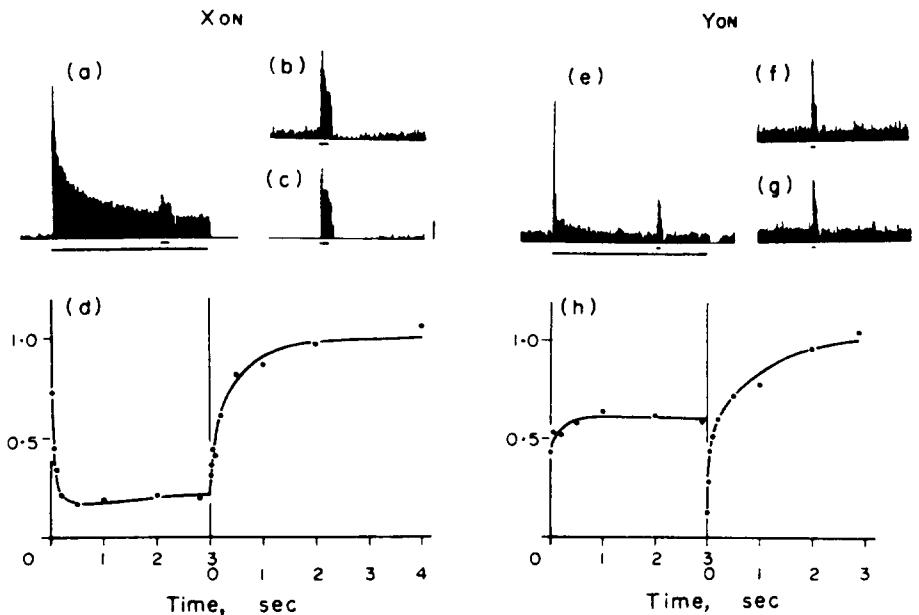 X ON
YON
(a)
(b)
(c)
(e)
(f)
(g)
(d)
1·0
0·5
0 1 2 3
0 1 2 3 4
Time, sec
(h)
1·0
0·5
0 1 2 3
0 1 2 3
Time, sec